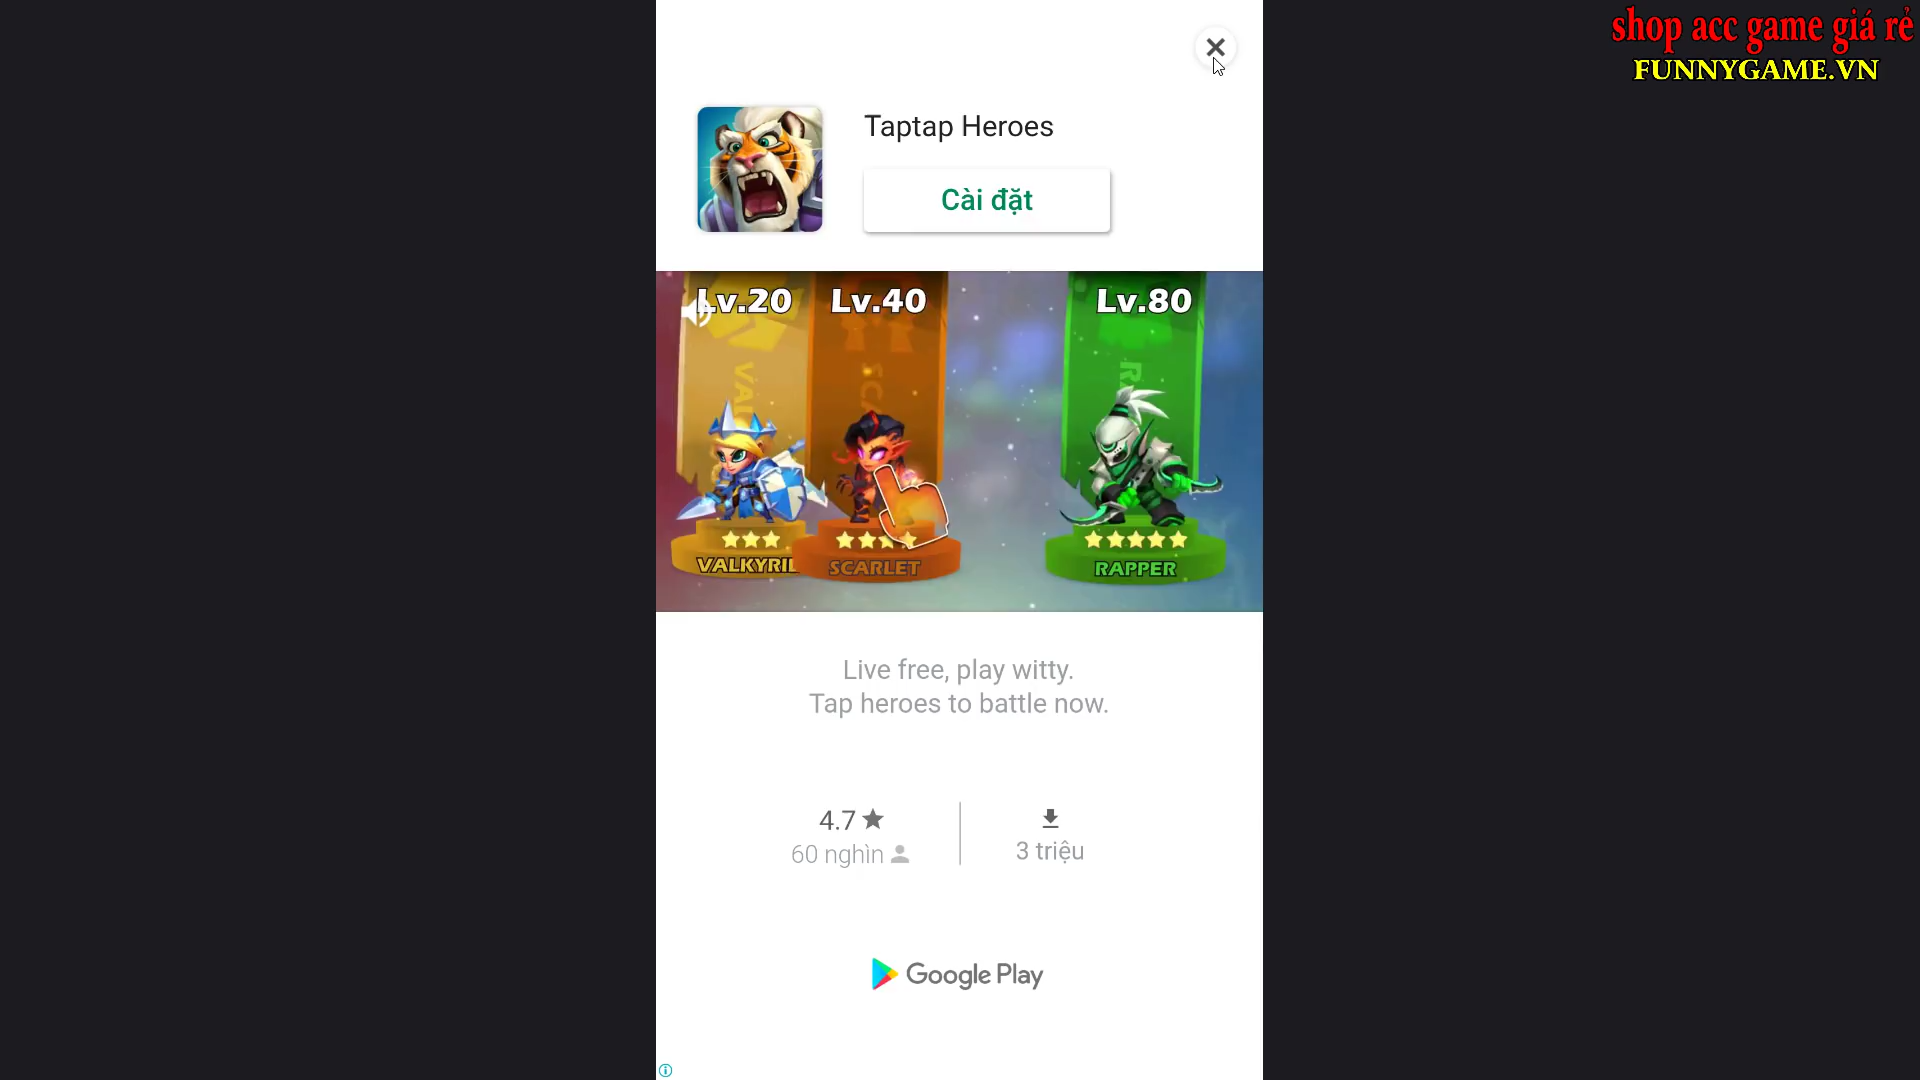 shop acc game giá rẻ
FUNNYGAME.VN
Taptap Heroes
Cài đặt
Lv.20 Lv.40 Lv.80
VALKYRIE SCARLET RAPPER
Live free, play witty.
Tap heroes to battle now.
4.7
60 nghìn
3 triệu
Google Play